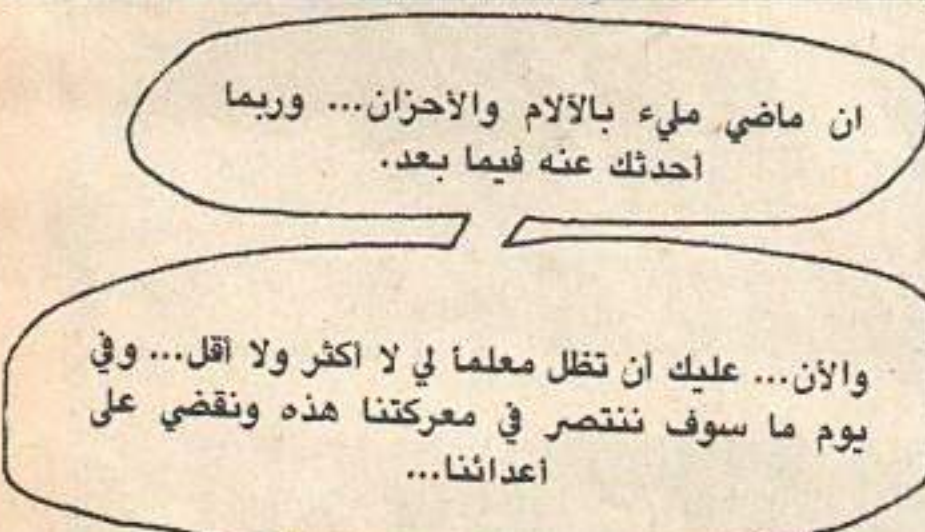 ان ماضي مليء بالآلام والأحزان... وربما
أحدثك عنه فيما بعد.
والأن... عليك أن تظل معلماً لي لا أكثر ولا أقل... وفي
يوم ما سوف ننتصر في معركتنا هذه ونقضي على
أعدائنا...